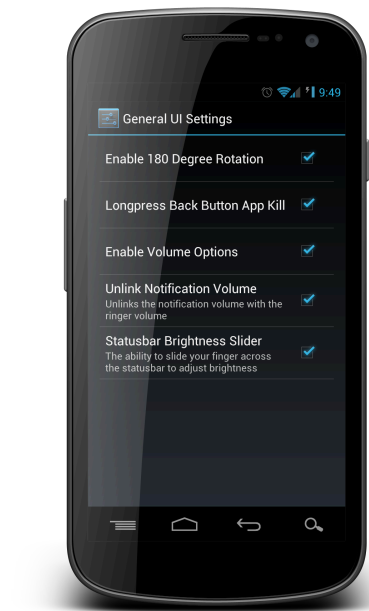 9:49
General UI Settings
Enable 180 Degree Rotation
Longpress Back Button App Kill
Enable Volume Options
Unlink Notification Volume
Unlinks the notification volume with the
ringer volume
Statusbar Brightness Slider
The ability to slide your finger across
the statusbar to adjust brightness